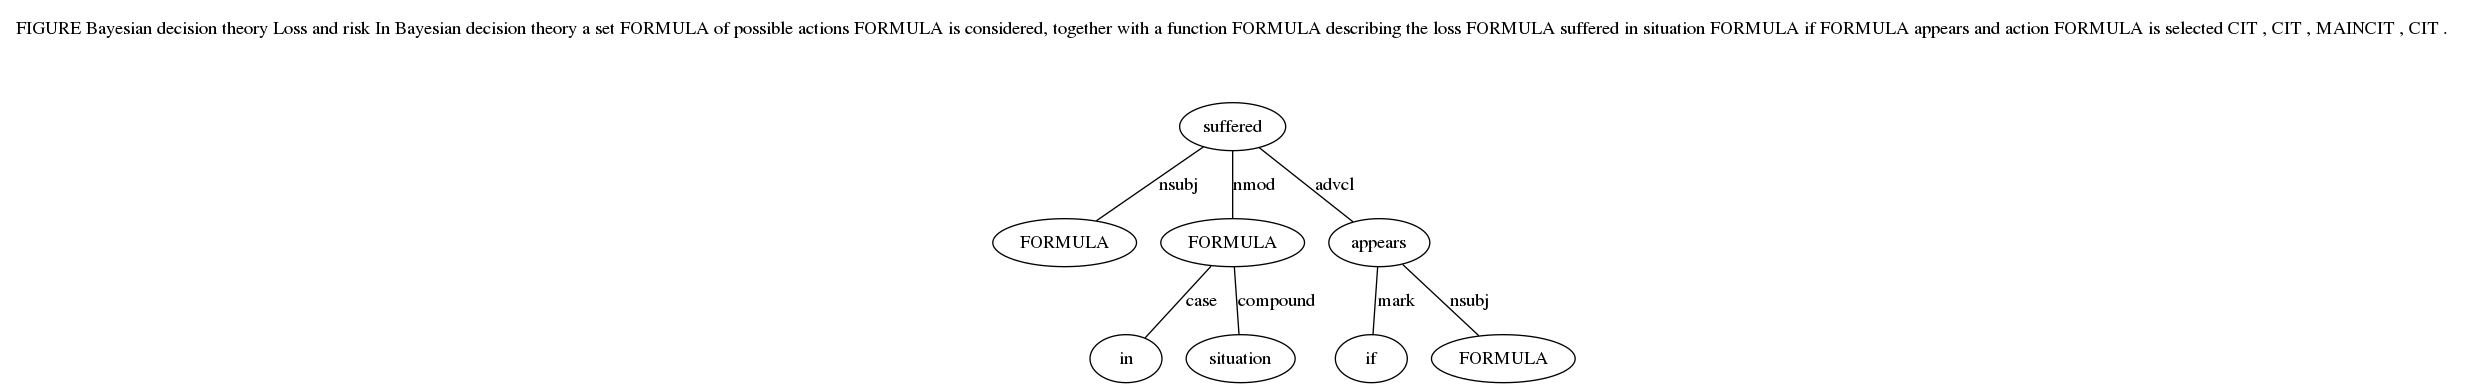 FIGURE Bayesian decision theory Loss and risk In Bayesian decision theory a set FORMULA of possible actions FORMULA is considered, together with a function FORMULA describing the loss FORMULA suffered in situation FORMULA if FORMULA appears and action FORMULA is selected CIT , CIT , MAINCIT , CIT .
suffered
nsubj nmod advcl
FORMULA FORMULA appears
case compound mark nsubj
in situation if FORMULA